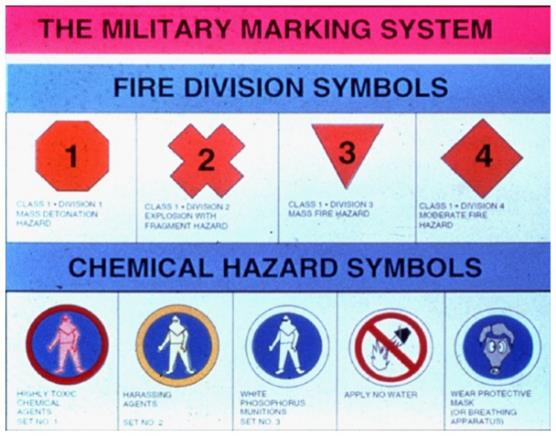 THE MILITARY MARKING SYSTEM
FIRE DIVISION SYMBOLS
1
2
3
4
CLASS 1 • DIVISION 1
MASS DETONATION
HAZARD
CLASS 1 • DIVISION 2
EXPLOSION WITH
FRAGMENT HAZARD
CLASS 1 • DIVISION 3
MASS FIRE HAZARD
CLASS 1 • DIVISION 4
MODERATE FIRE
HAZARD
CHEMICAL HAZARD SYMBOLS
HIGHLY TOXIC
CHEMICAL
AGENTS
SET NO. 1
HARASSING
AGENTS
SET NO. 2
WHITE
PHOSOPHORUS
MUNITIONS
SET NO. 3
APPLY NO WATER
WEAR PROTECTIVE
MASK
(OR BREATHING
APPARATUS)